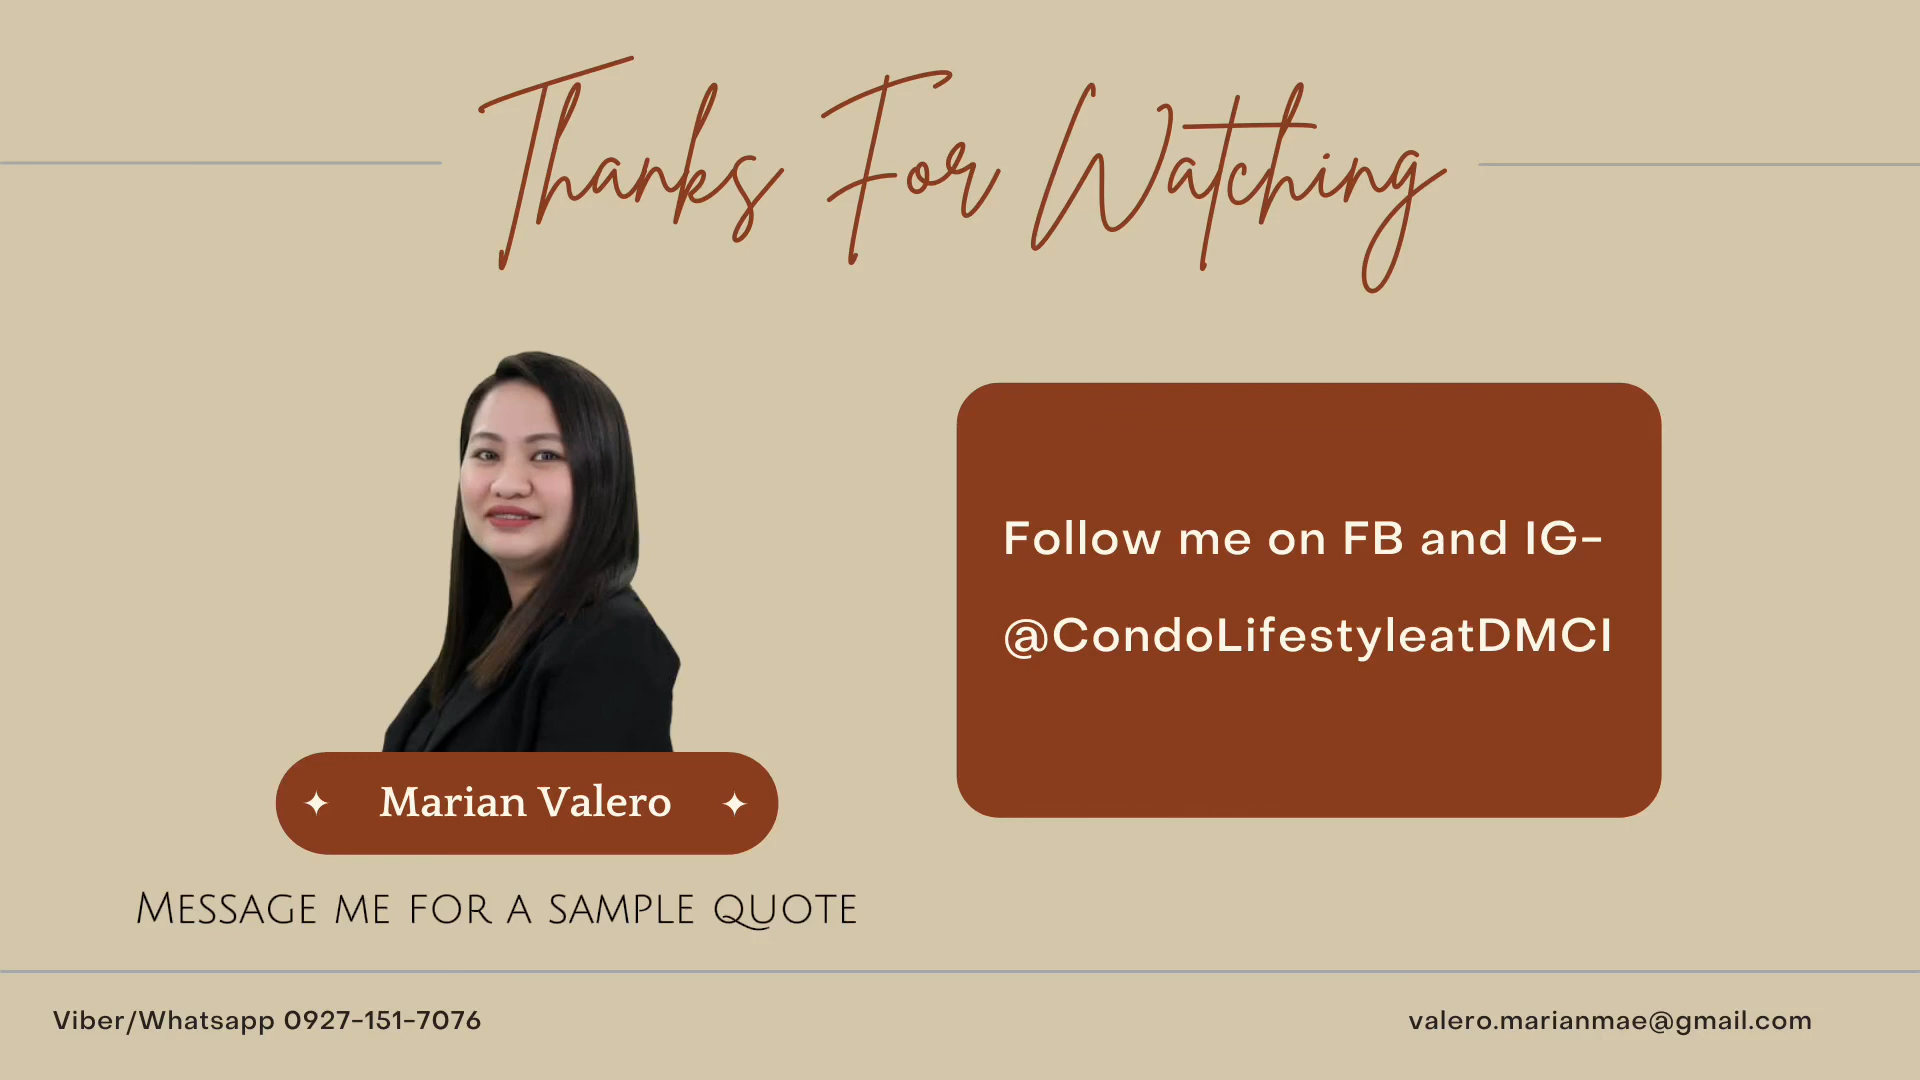 Thanks For Watching
Follow me on FB and IG-
@CondoLifestyleatDMCI
Marian Valero
Message me for a sample quote
Viber/Whatsapp 0927-151-7076
valero.marianmae@gmail.com